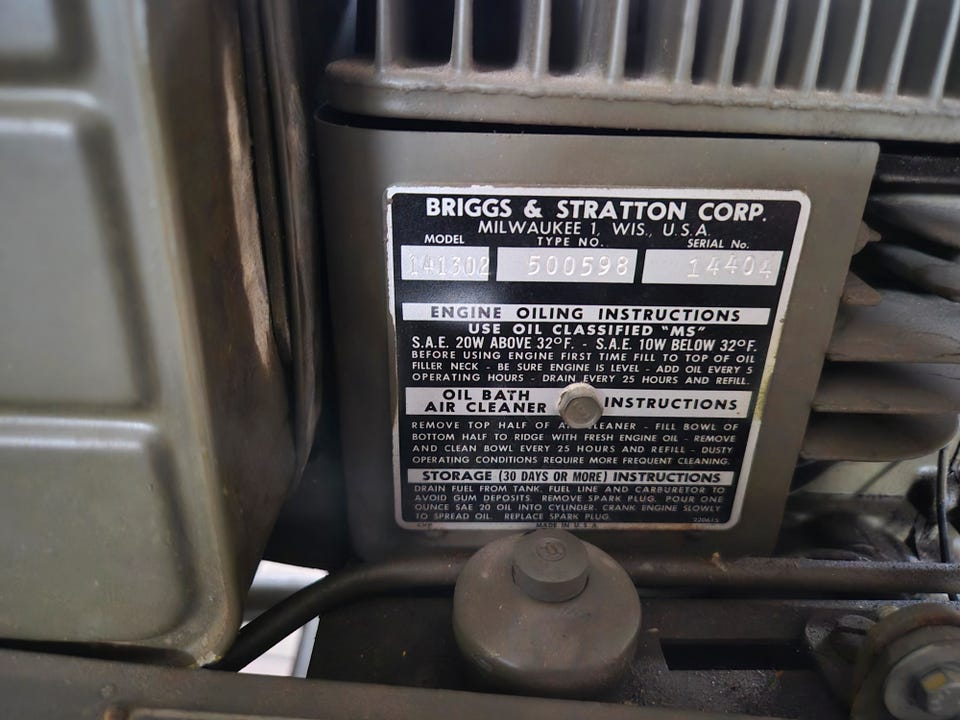 BRIGGS & STRATTON CORP.
MILWAUKEE 1, WIS., U.S.A.
MODEL TYPE NO. SERIAL No.
141302 500598 14404
ENGINE OILING INSTRUCTIONS
USE OIL CLASSIFIED "MS"
S.A.E. 20W ABOVE 32°F. - S.A.E. 10W BELOW 32°F.
BEFORE USING ENGINE FIRST TIME FILL TO TOP OF OIL
FILLER NECK - BE SURE ENGINE IS LEVEL - ADD OIL EVERY 5
OPERATING HOURS - DRAIN EVERY 25 HOURS AND REFILL.
OIL BATH
AIR CLEANER INSTRUCTIONS
REMOVE TOP HALF OF CLEANER - FILL BOWL OF
BOTTOM HALF TO RIDGE WITH FRESH ENGINE OIL - REMOVE
AND CLEAN BOWL EVERY 25 HOURS AND REFILL - DUSTY
OPERATING CONDITIONS REQUIRE MORE FREQUENT CLEANING.
STORAGE (30 DAYS OR MORE) INSTRUCTIONS
DRAIN FUEL FROM TANK, FUEL LINE AND CARBURETOR TO
AVOID GUM DEPOSITS. REMOVE SPARK PLUG. POUR ONE
OUNCE SAE 20 OIL INTO CYLINDER. CRANK ENGINE SLOWLY
TO SPREAD OIL. REPLACE SPARK PLUG.
MADE IN U.S.A.